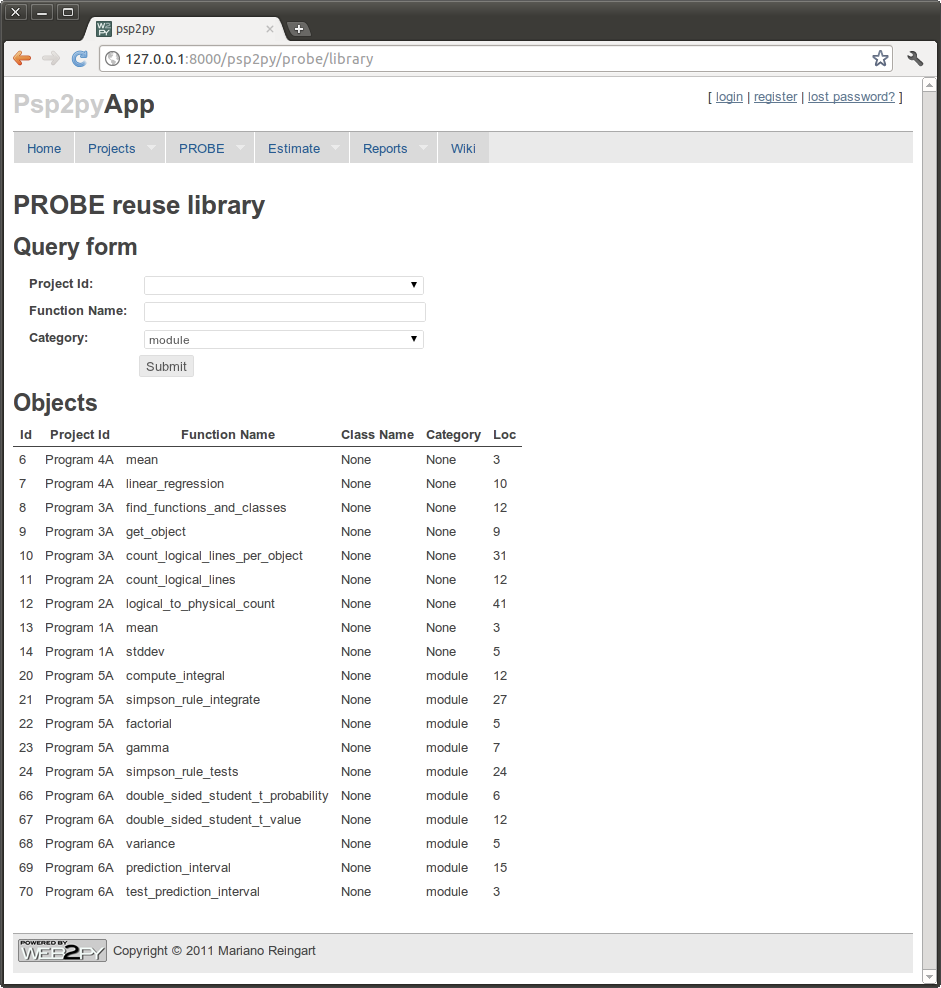 psp2py
127.0.0.1:8000/psp2py/probe/library
Psp2pyApp
[ login | register | lost password? ]
Home Projects PROBE Estimate Reports Wiki
PROBE reuse library
Query form
Project Id:
Function Name:
Category: module
Submit
Objects
Id Project Id Function Name Class Name Category Loc
6 Program 4A mean None None 3
7 Program 4A linear_regression None None 10
8 Program 3A find_functions_and_classes None None 12
9 Program 3A get_object None None 9
10 Program 3A count_logical_lines_per_object None None 31
11 Program 2A count_logical_lines None None 12
12 Program 2A logical_to_physical_count None None 41
13 Program 1A mean None None 3
14 Program 1A stddev None None 5
20 Program 5A compute_integral None module 12
21 Program 5A simpson_rule_integrate None module 27
22 Program 5A factorial None module 5
23 Program 5A gamma None module 7
24 Program 5A simpson_rule_tests None module 24
66 Program 6A double_sided_student_t_probability None module 6
67 Program 6A double_sided_student_t_value None module 12
68 Program 6A variance None module 5
69 Program 6A prediction_interval None module 15
70 Program 6A test_prediction_interval None module 3
POWERED BY
WEB2PY Copyright © 2011 Mariano Reingart